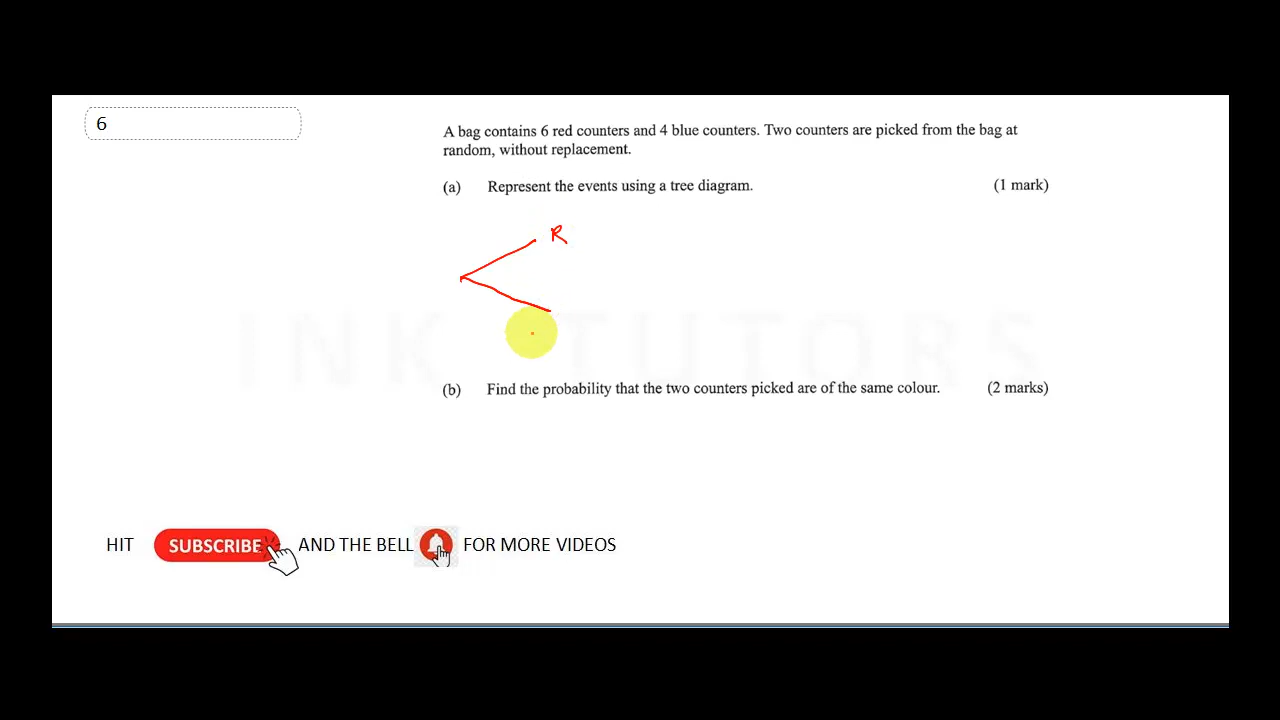 6
A bag contains 6 red counters and 4 blue counters. Two counters are picked from the bag at
random, without replacement.
(a) Represent the events using a tree diagram. (1 mark)
R
INK TUTORS
(b) Find the probability that the two counters picked are of the same colour. (2 marks)
HIT SUBSCRIBE AND THE BELL FOR MORE VIDEOS